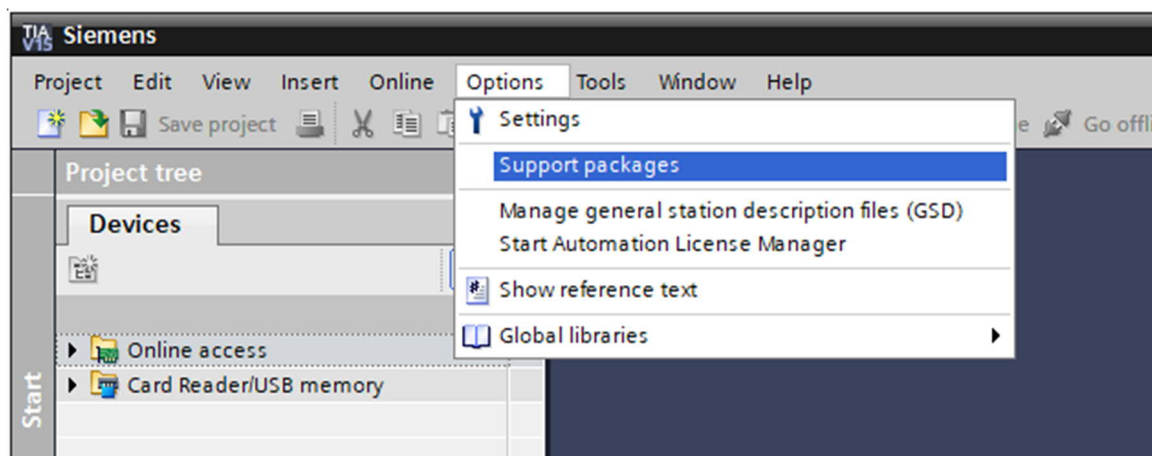 TIA V15 Siemens
Project Edit View Insert Online Options Tools Window Help
Save project
Settings
e Go offli
Support packages
Project tree
Manage general station description files (GSD)
Devices
Start Automation License Manager
Show reference text
Global libraries
Online access
Card Reader/USB memory
Start